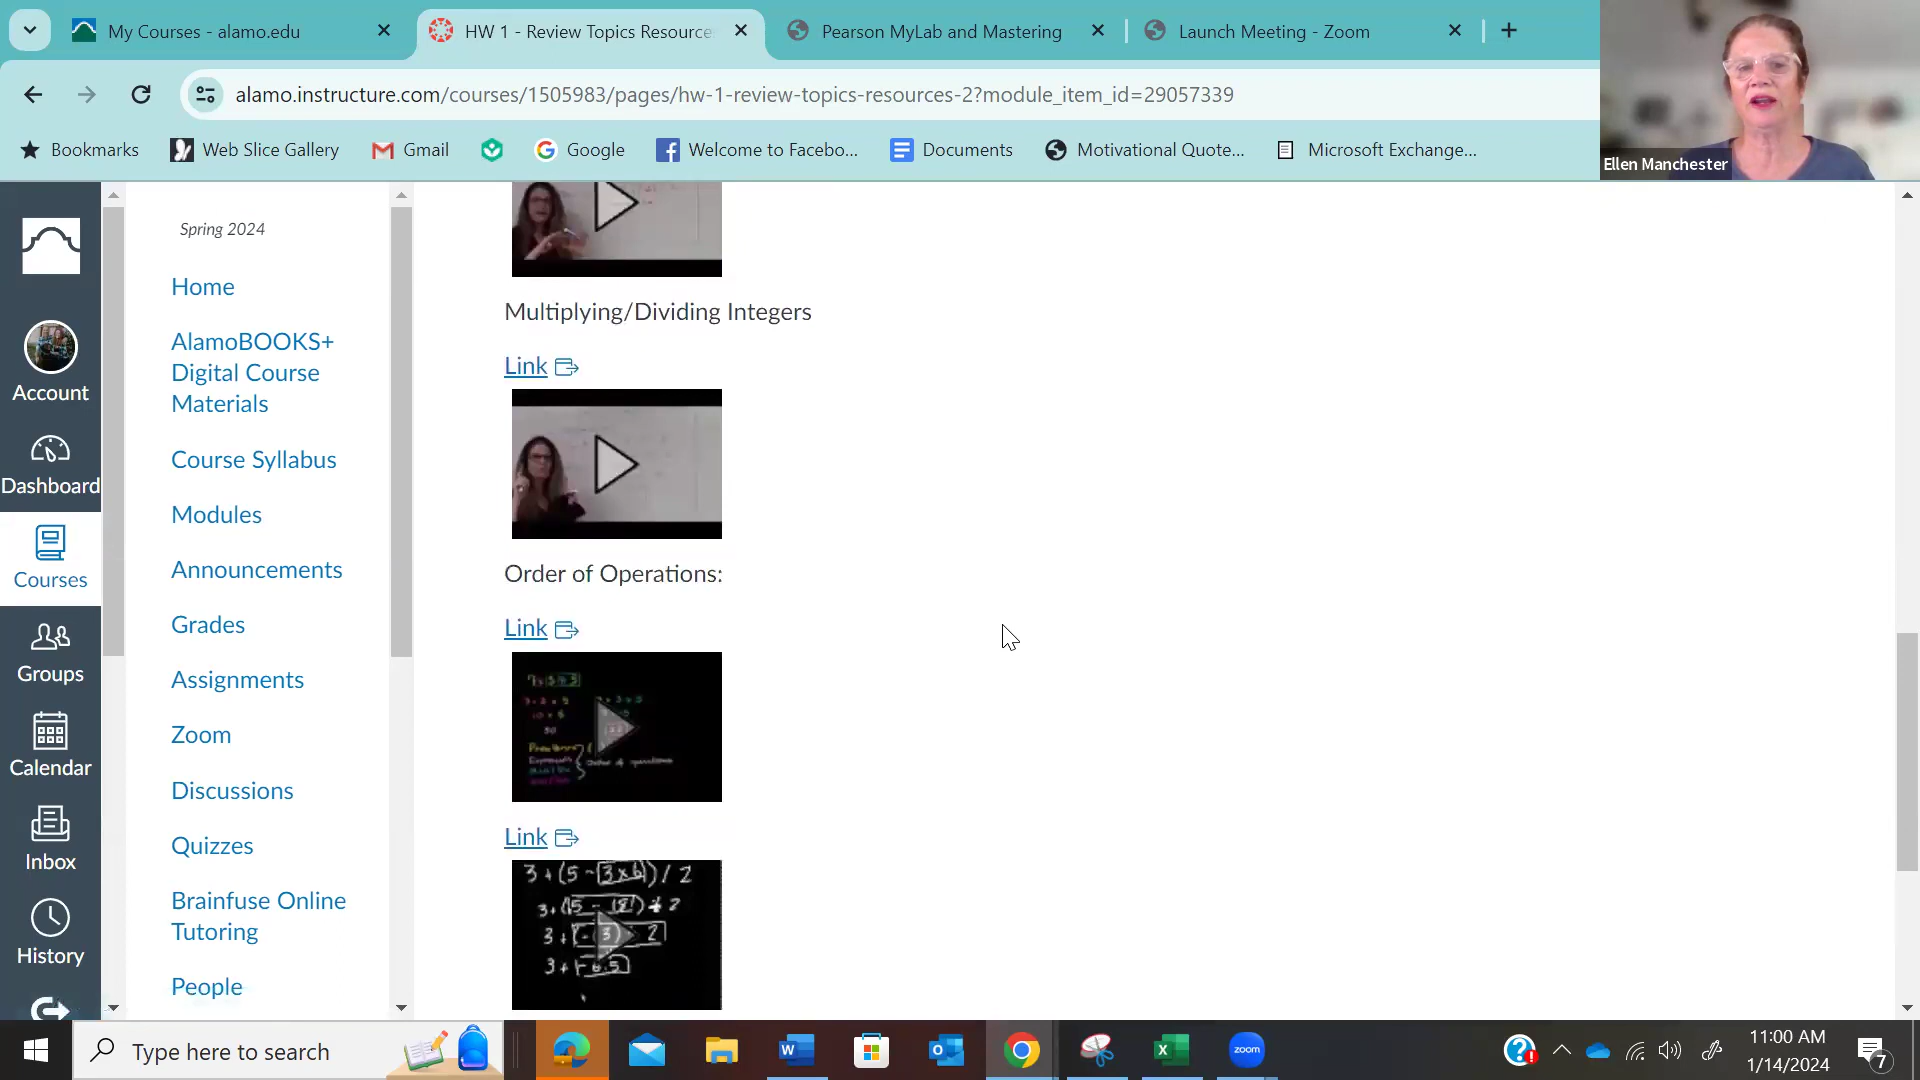 My Courses - alamo.edu
HW 1 - Review Topics Resource
Pearson MyLab and Mastering
Launch Meeting - Zoom
alamo.instructure.com/courses/1505983/pages/hw-1-review-topics-resources-2?module_item_id=29057339
Bookmarks
Web Slice Gallery
Gmail
Google
Welcome to Facebo...
Documents
Motivational Quote...
Microsoft Exchange...
Ellen Manchester
Account
Dashboard
Courses
Groups
Calendar
Inbox
History
Spring 2024
Home
AlamoBOOKS+
Digital Course
Materials
Course Syllabus
Modules
Announcements
Grades
Assignments
Zoom
Discussions
Quizzes
Brainfuse Online
Tutoring
People
Multiplying/Dividing Integers
Link
Order of Operations:
Link
Link
3 + (5 - 3x6) / 2
Type here to search
zoom
11:00 AM
1/14/2024
7